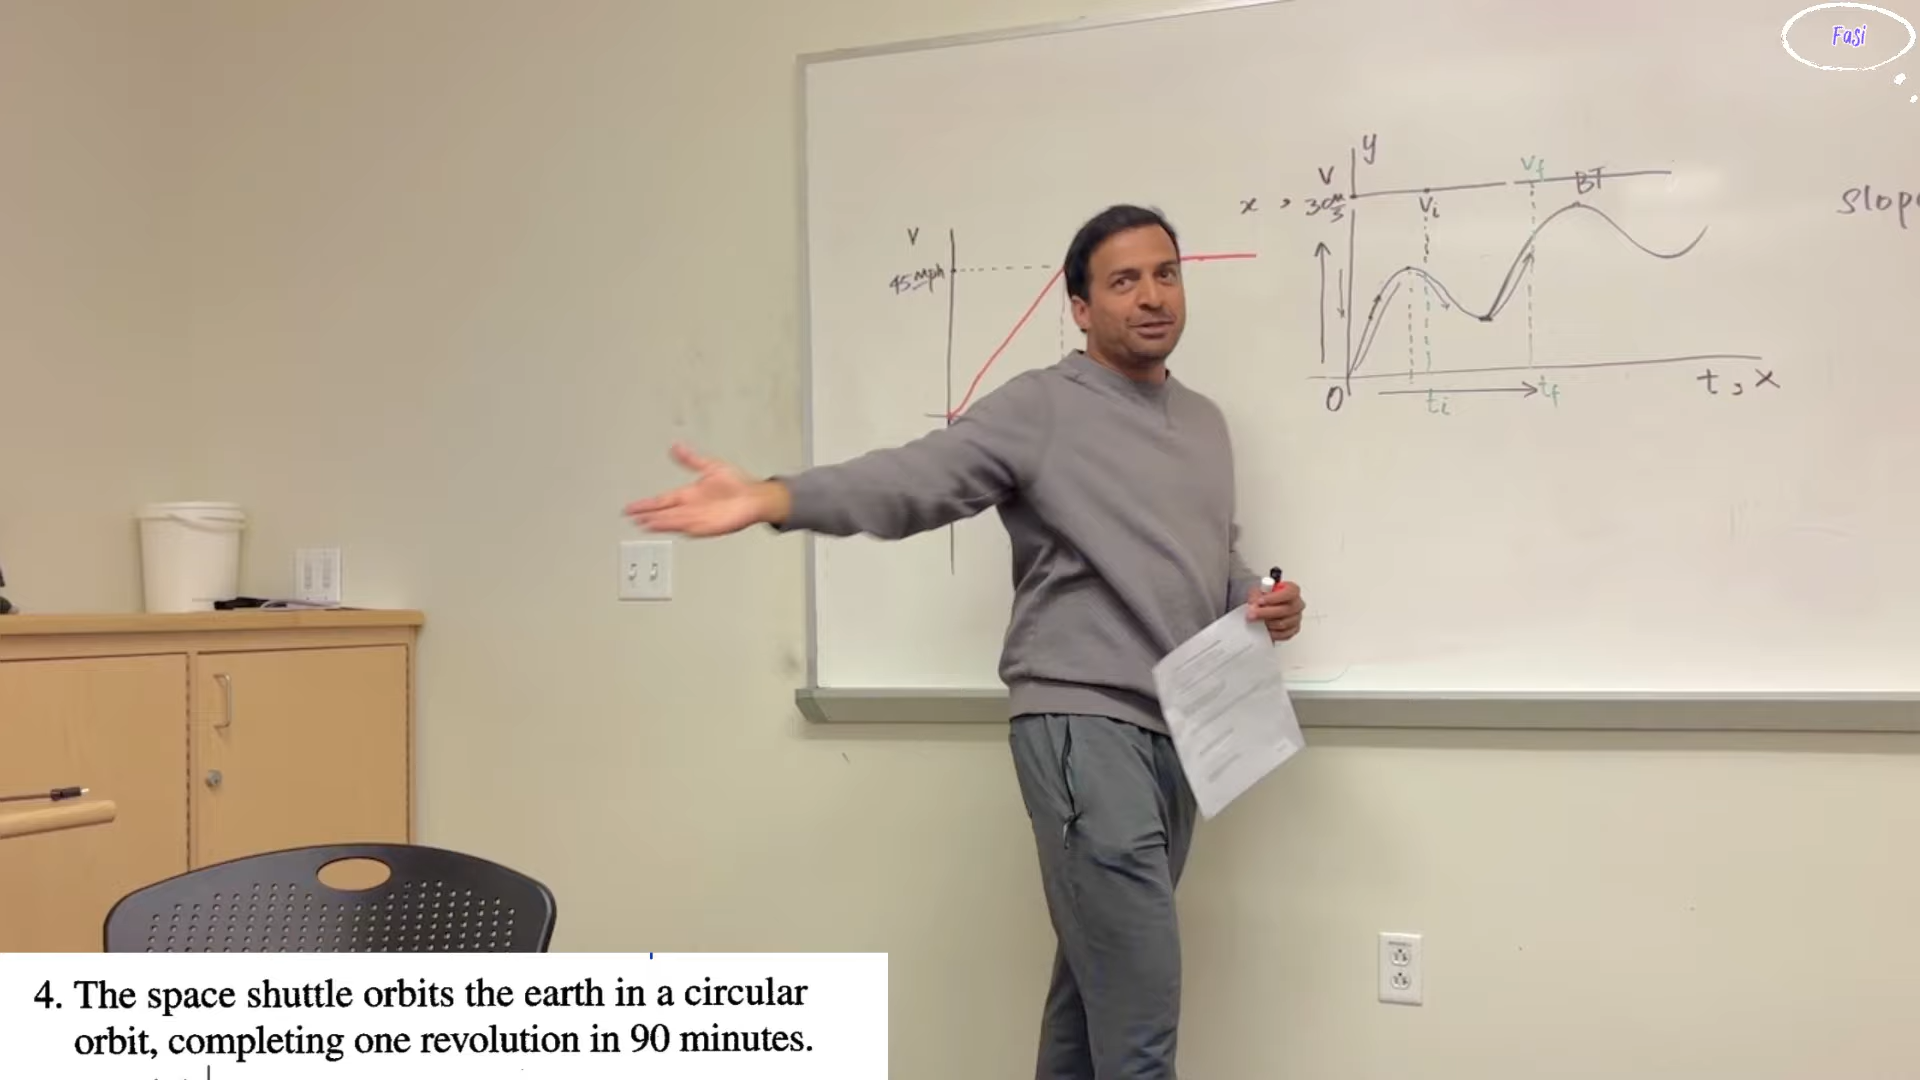 Fasi
y
V
Vf
BT
x , 30 m/s
Vi
slope
V
45 mph
0
ti
tf
t, x
4. The space shuttle orbits the earth in a circular
orbit, completing one revolution in 90 minutes.